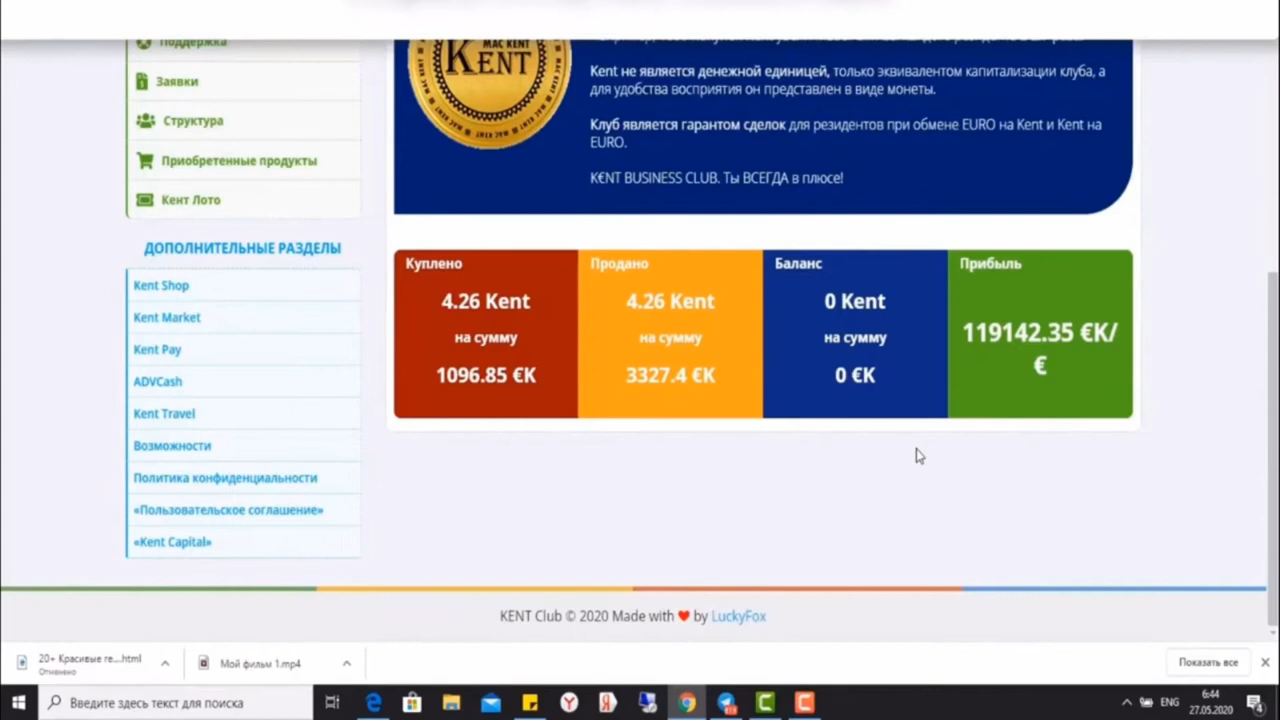 Поддержка
Заявки
Структура
Приобретенные продукты
Кент Лото
ДОПОЛНИТЕЛЬНЫЕ РАЗДЕЛЫ
Kent Shop
Kent Market
Kent Pay
ADVCash
Kent Travel
Возможности
Политика конфиденциальности
«Пользовательское соглашение»
«Kent Capital»
MAC KENT
KENT
Kent не является денежной единицей, только эквивалентом капитализации клуба, а
для удобства восприятия он представлен в виде монеты.
Клуб является гарантом сделок для резидентов при обмене EURO на Kent и Kent на
EURO.
K€NT BUSINESS CLUB. Ты ВСЕГДА в плюсе!
Куплено
4.26 Kent
на сумму
1096.85 €K
Продано
4.26 Kent
на сумму
3327.4 €K
Баланс
0 Kent
на сумму
0 €K
Прибыль
119142.35 €K/
€
KENT Club © 2020 Made with ❤ by LuckyFox
20+ Красивые ге....html
Отменено
Мой фильм 1.mp4
Показать все
Введите здесь текст для поиска
ENG
6:44
27.05.2020
4